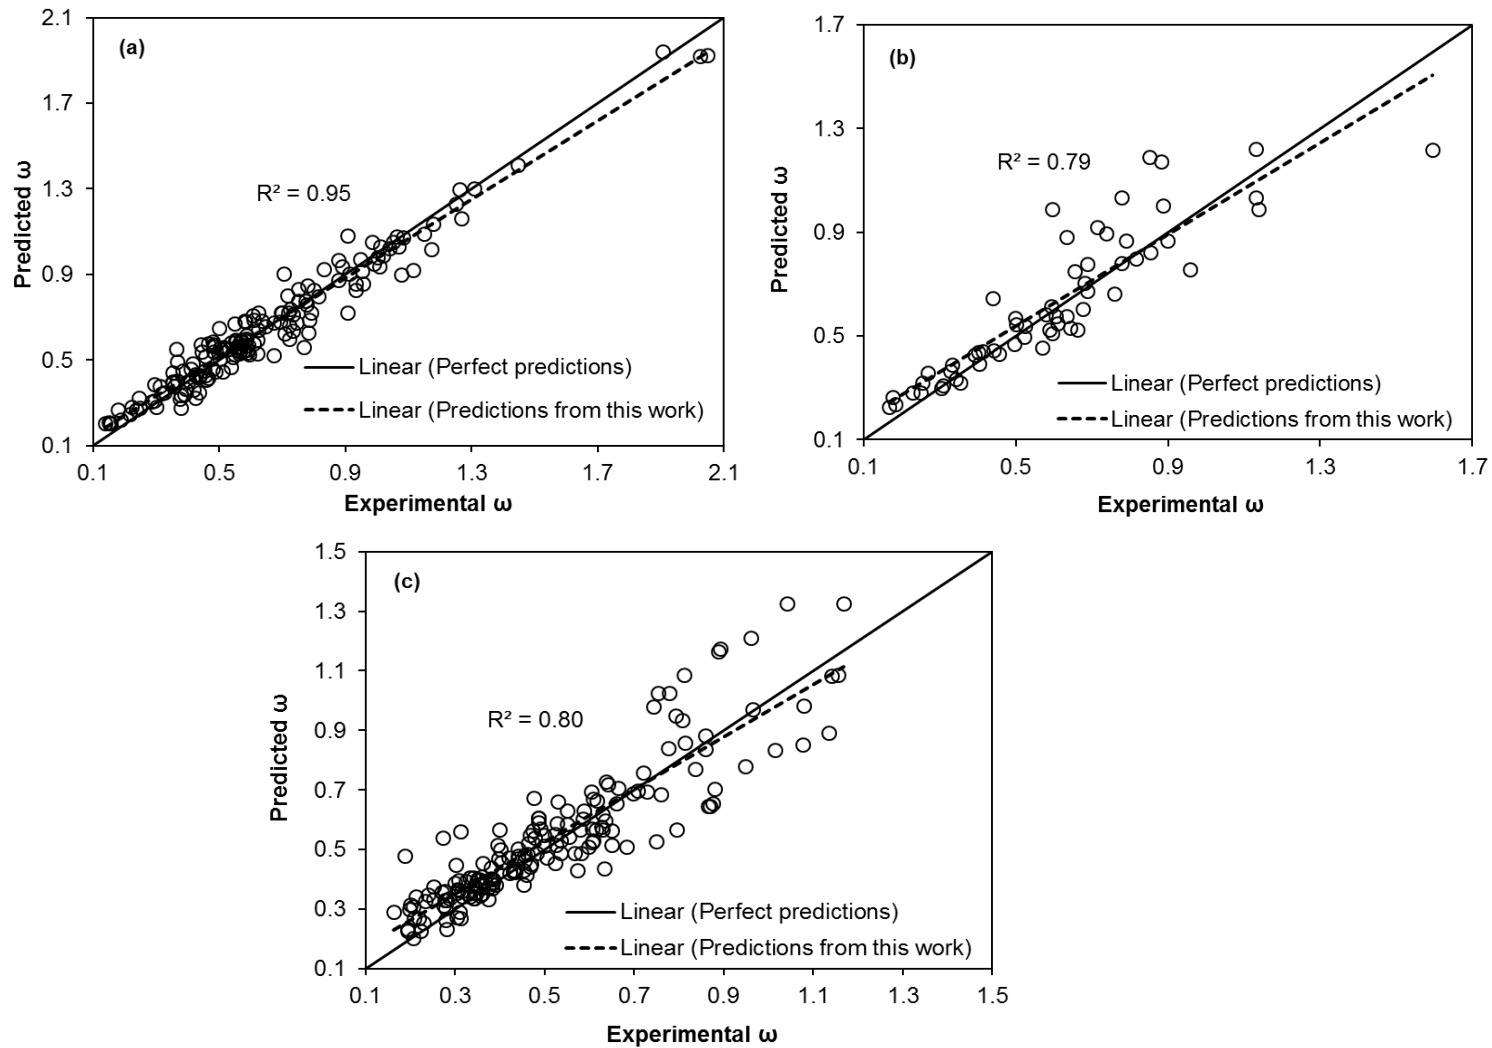 (a)
Predicted ω
2.1
1.7
1.3
0.9
0.5
0.1
R² = 0.95
Linear (Perfect predictions)
Linear (Predictions from this work)
0.1 0.5 0.9 1.3 1.7 2.1
Experimental ω
(b)
Predicted ω
1.7
1.3
0.9
0.5
0.1
R² = 0.79
Linear (Perfect predictions)
Linear (Predictions from this work)
0.1 0.5 0.9 1.3 1.7
Experimental ω
(c)
Predicted ω
1.5
1.3
1.1
0.9
0.7
0.5
0.3
0.1
R² = 0.80
Linear (Perfect predictions)
Linear (Predictions from this work)
0.1 0.3 0.5 0.7 0.9 1.1 1.3 1.5
Experimental ω